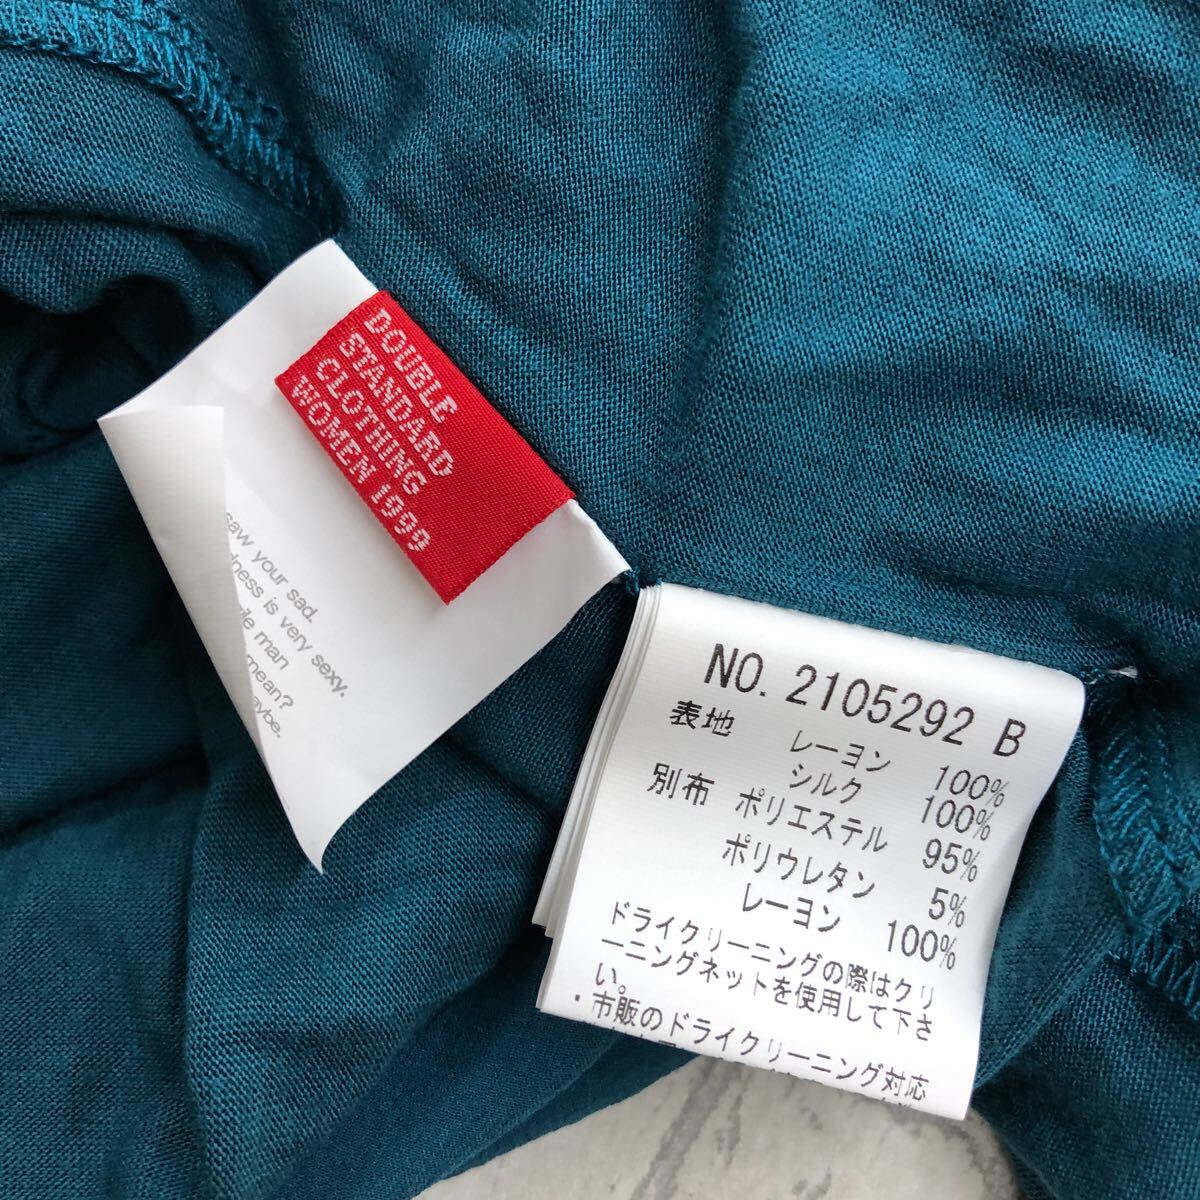 DOUBLE
STANDARD
CLOTHING
WOMEN 1999
saw your sad.
is very sexy.
man
mean?
NO. 2105292 B
表地 レーヨン 100%
シルク 100%
別布 ポリエステル 95%
ポリウレタン 5%
レーヨン 100%
ドライクリーニングの際はクリ
ーニングネットを使用して下さ
い。
・市販のドライクリーニング対応